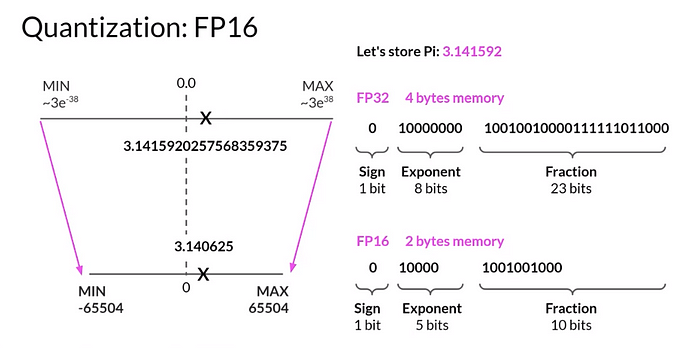 Quantization: FP16
Let's store Pi: 3.141592
MIN
~3e-38
0.0
MAX
~3e38
X
3.1415920257568359375
3.140625
X
0
MIN
-65504
MAX
65504
FP32 4 bytes memory
0 10000000 10010010000111111011000
Sign Exponent Fraction
1 bit 8 bits 23 bits
FP16 2 bytes memory
0 10000 1001001000
Sign Exponent Fraction
1 bit 5 bits 10 bits